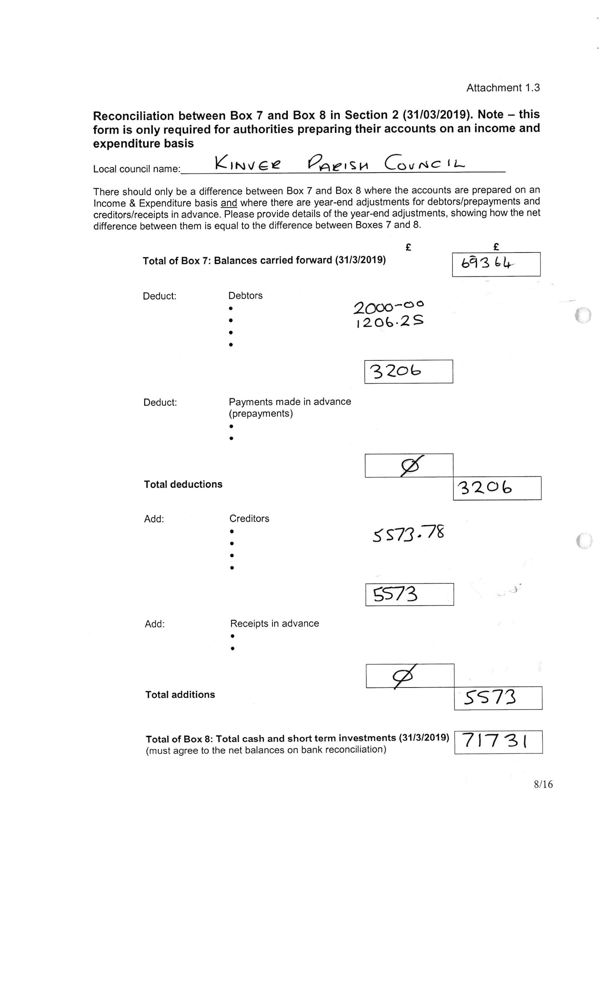 Attachment 1.3
Reconciliation between Box 7 and Box 8 in Section 2 (31/03/2019). Note – this
form is only required for authorities preparing their accounts on an income and
expenditure basis
Local council name: KINVER PARISH COUNCIL
There should only be a difference between Box 7 and Box 8 where the accounts are prepared on an
Income & Expenditure basis and where there are year-end adjustments for debtors/prepayments and
creditors/receipts in advance. Please provide details of the year-end adjustments, showing how the net
difference between them is equal to the difference between Boxes 7 and 8.
£ £
Total of Box 7: Balances carried forward (31/3/2019) 69364
Deduct: Debtors
• 2000-00
• 1206.25
•
•
3206
Deduct: Payments made in advance
(prepayments)
•
•
Ø
Total deductions 3206
Add: Creditors
• 5573.78
•
•
•
5573
Add: Receipts in advance
•
•
Ø
Total additions 5573
Total of Box 8: Total cash and short term investments (31/3/2019) 71731
(must agree to the net balances on bank reconciliation)
8/16